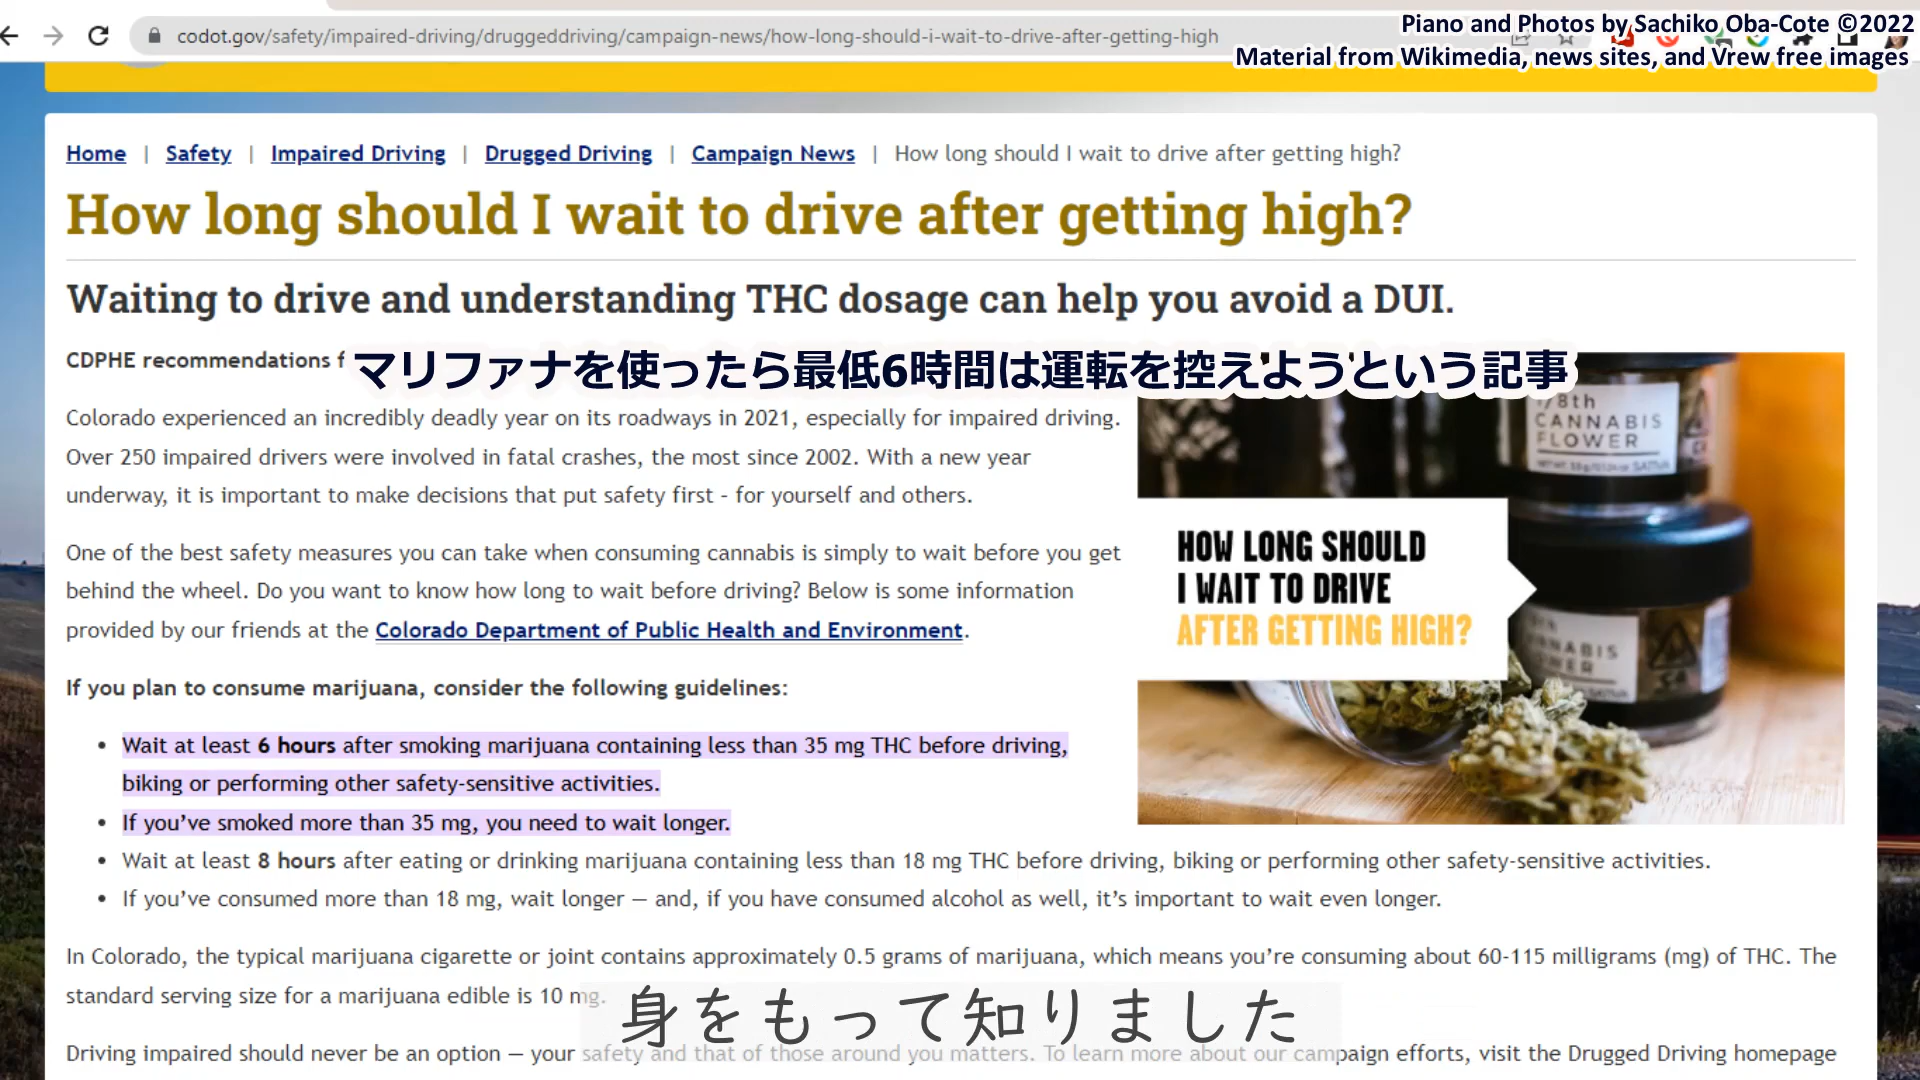 codot.gov/safety/impaired-driving/druggeddriving/campaign-news/how-long-should-i-wait-to-drive-after-getting-high
Piano and Photos by Sachiko Oba-Cote ©2022
Material from Wikimedia, news sites, and Vrew free images
Home | Safety | Impaired Driving | Drugged Driving | Campaign News | How long should I wait to drive after getting high?
How long should I wait to drive after getting high?
Waiting to drive and understanding THC dosage can help you avoid a DUI.
CDPHE recommendations
マリファナを使ったら最低6時間は運転を控えようという記事
Colorado experienced an incredibly deadly year on its roadways in 2021, especially for impaired driving.
Over 250 impaired drivers were involved in fatal crashes, the most since 2002. With a new year
underway, it is important to make decisions that put safety first – for yourself and others.
One of the best safety measures you can take when consuming cannabis is simply to wait before you get
behind the wheel. Do you want to know how long to wait before driving? Below is some information
provided by our friends at the Colorado Department of Public Health and Environment.
1/8th
CANNABIS
FLOWER
HOW LONG SHOULD
I WAIT TO DRIVE
AFTER GETTING HIGH?
If you plan to consume marijuana, consider the following guidelines:
• Wait at least 6 hours after smoking marijuana containing less than 35 mg THC before driving,
biking or performing other safety-sensitive activities.
• If you’ve smoked more than 35 mg, you need to wait longer.
• Wait at least 8 hours after eating or drinking marijuana containing less than 18 mg THC before driving, biking or performing other safety-sensitive activities.
• If you’ve consumed more than 18 mg, wait longer — and, if you have consumed alcohol as well, it’s important to wait even longer.
In Colorado, the typical marijuana cigarette or joint contains approximately 0.5 grams of marijuana, which means you’re consuming about 60-115 milligrams (mg) of THC. The
standard serving size for a marijuana edible is 10 mg.
身をもって知りました
Driving impaired should never be an option — your safety and that of those around you matters. To learn more about our campaign efforts, visit the Drugged Driving homepage